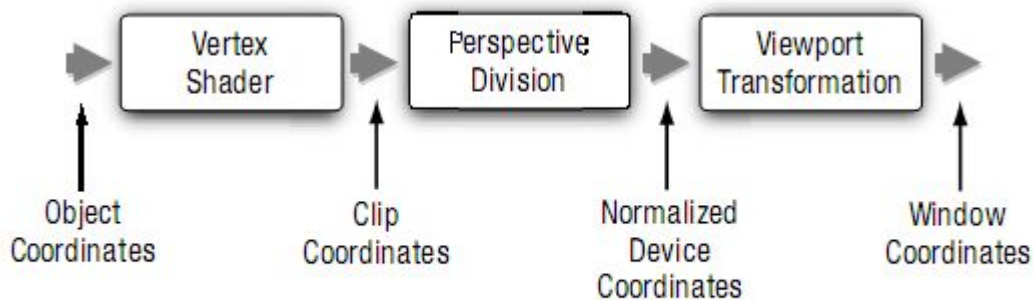 Vertex
Shader
Perspective
Division
Viewport
Transformation
Object
Coordinates
Clip
Coordinates
Normalized
Device
Coordinates
Window
Coordinates